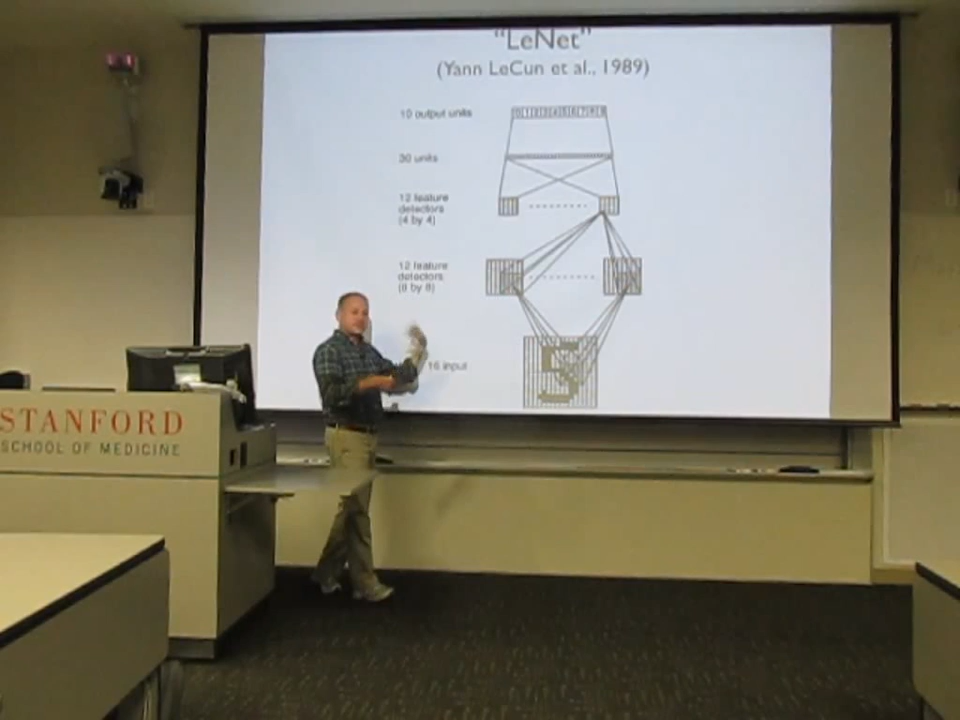 "LeNet"
(Yann LeCun et al., 1989)
10 output units
30 units
12 feature
detectors
(4 by 4)
12 feature
detectors
(8 by 8)
16 input
STANFORD
SCHOOL OF MEDICINE